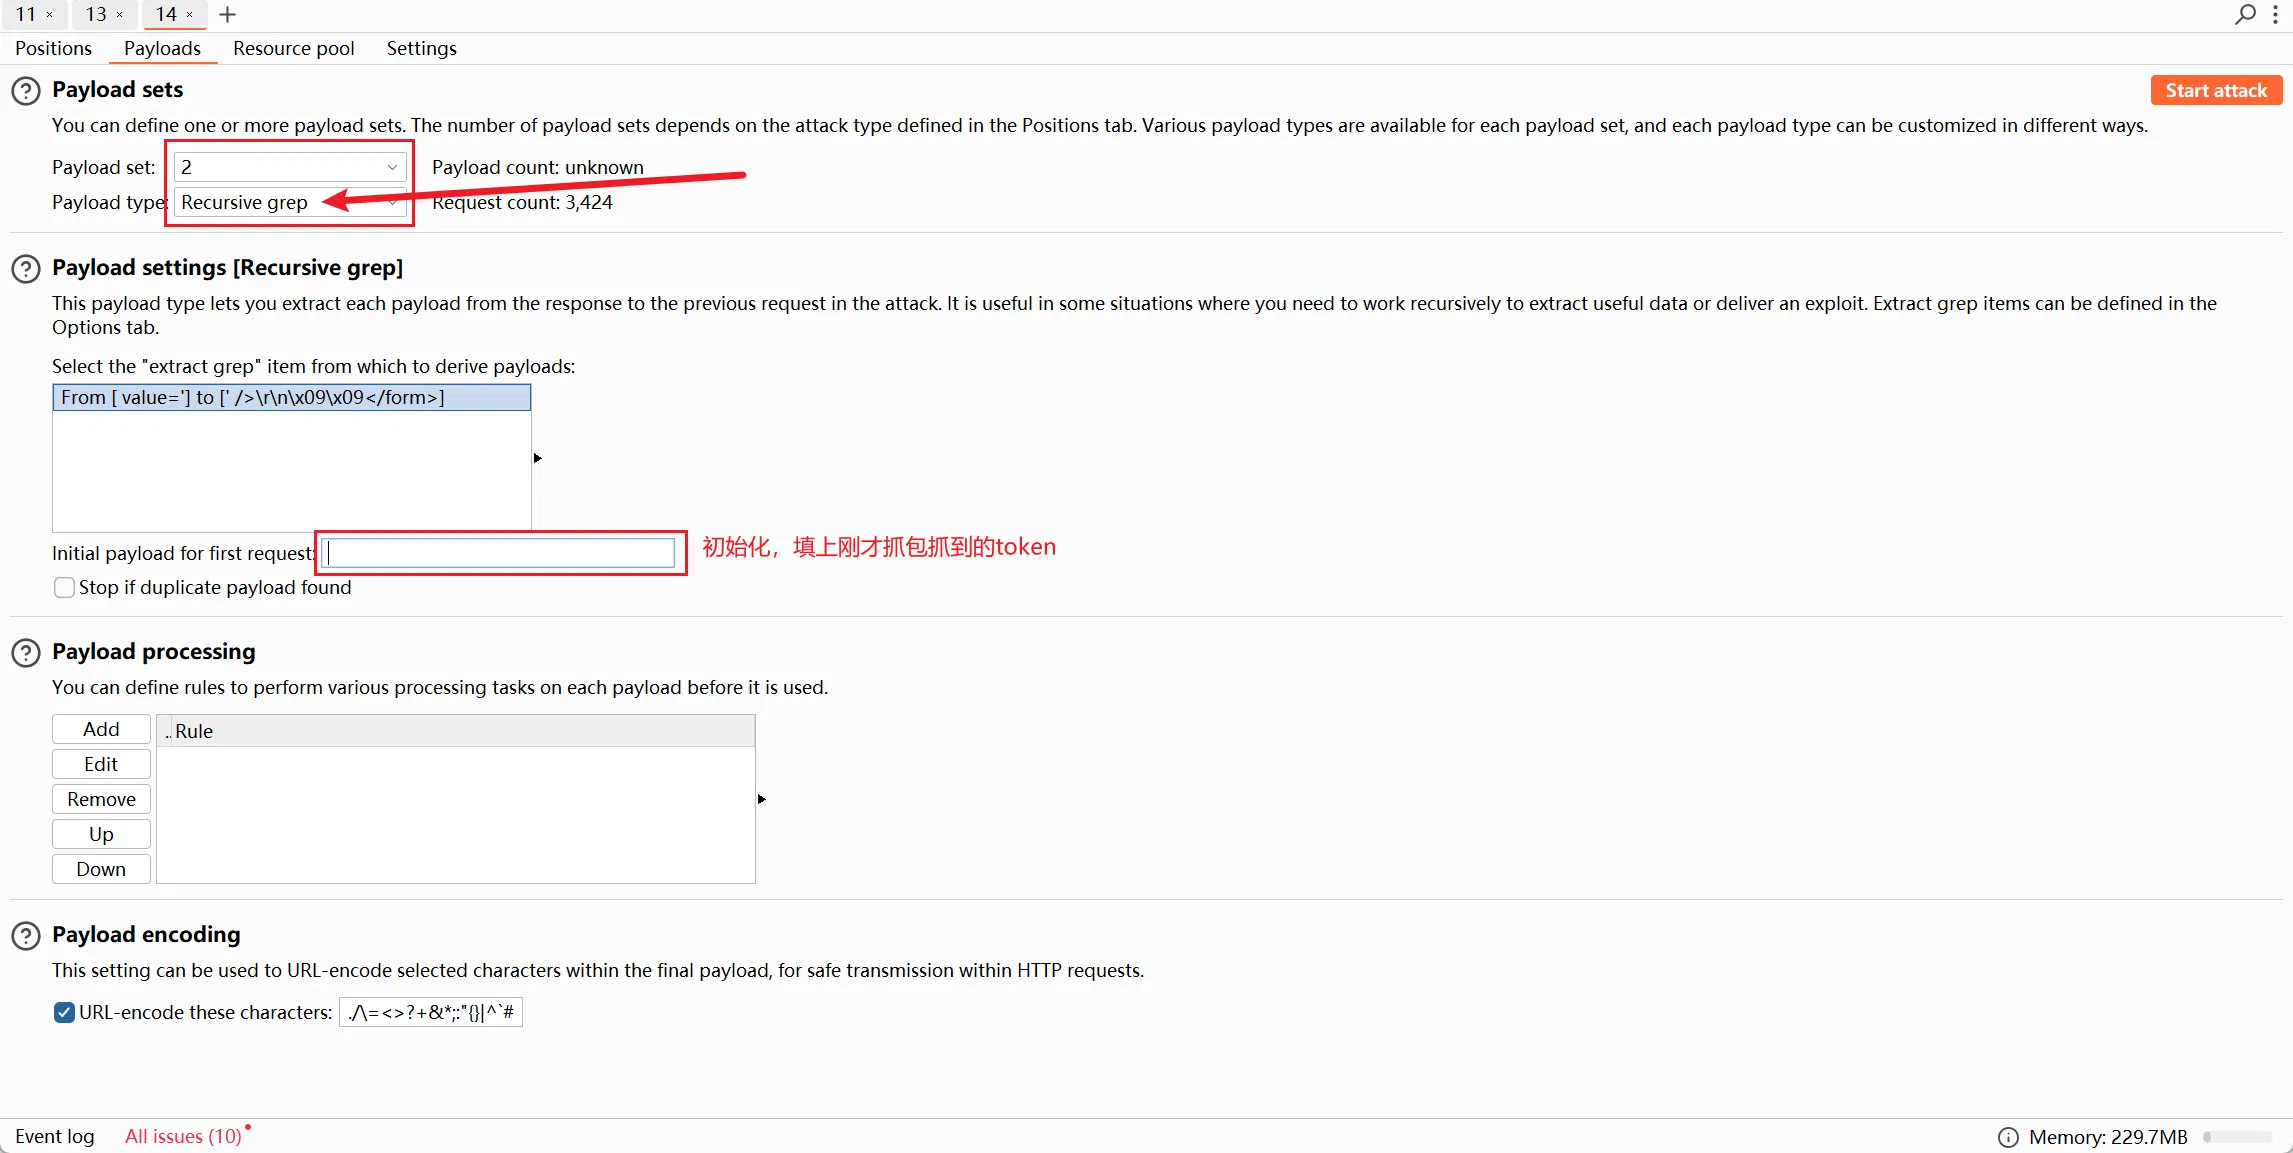 11 ×
13 ×
14 ×
+
Positions
Payloads
Resource pool
Settings
? Payload sets
Start attack
You can define one or more payload sets. The number of payload sets depends on the attack type defined in the Positions tab. Various payload types are available for each payload set, and each payload type can be customized in different ways.
Payload set: 2 Payload count: unknown
Payload type: Recursive grep Request count: 3,424
? Payload settings [Recursive grep]
This payload type lets you extract each payload from the response to the previous request in the attack. It is useful in some situations where you need to work recursively to extract useful data or deliver an exploit. Extract grep items can be defined in the
Options tab.
Select the "extract grep" item from which to derive payloads:
From [ value='] to [' />\r\n\x09\x09</form>]
Initial payload for first request:
初始化，填上刚才抓包抓到的token
Stop if duplicate payload found
? Payload processing
You can define rules to perform various processing tasks on each payload before it is used.
Add
.. Rule
Edit
Remove
Up
Down
? Payload encoding
This setting can be used to URL-encode selected characters within the final payload, for safe transmission within HTTP requests.
URL-encode these characters: ./\=<>?+&*;:"{}|^`#
Event log
All issues (10)
Memory: 229.7MB